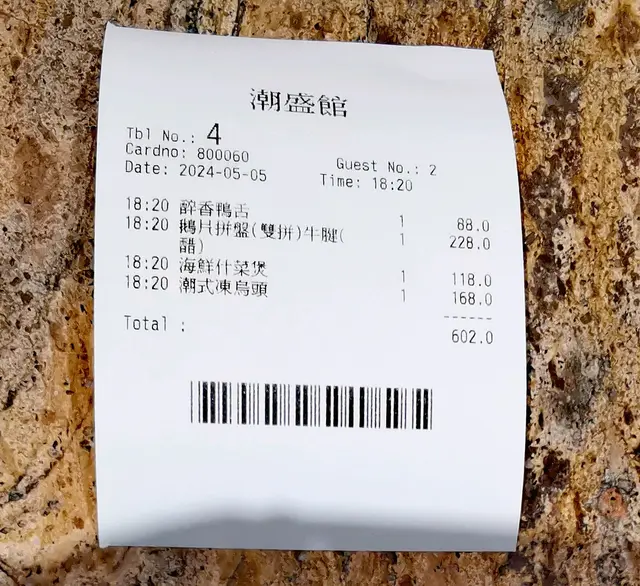 潮盛館
Tbl No.: 4
Cardno: 800060 Guest No.: 2
Date: 2024-05-05 Time: 18:20
18:20 醉香鴨舌 1 88.0
18:20 鵝片拼盤(雙拼)牛腱( 1 228.0
醋)
18:20 海鮮什菜煲 1 118.0
18:20 潮式凍烏頭 1 168.0
------
Total : 602.0